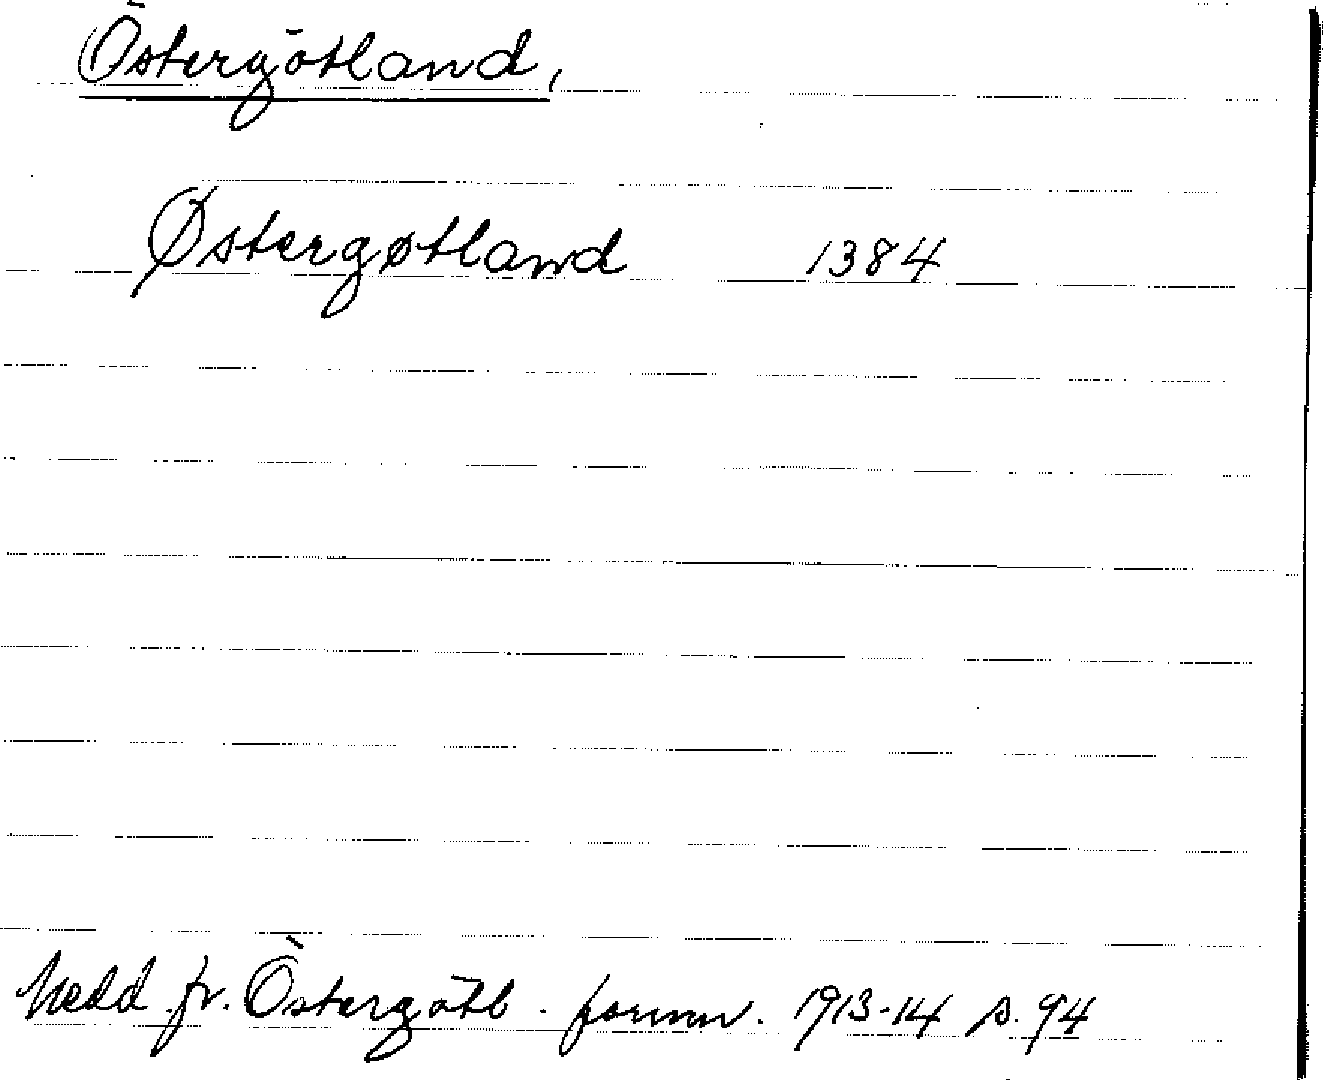 Östergötland,
Østergøtland 1384
Medd fr. Östergötl. fornm. 1913-14 s. 94